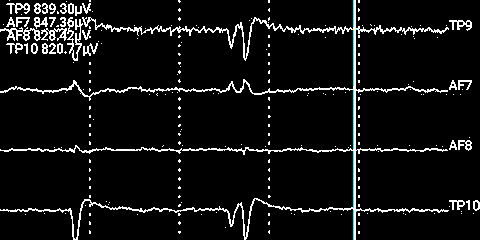 TP9 839.30µV
AF7 847.36µV
AF8 828.42µV
TP10 820.77µV
TP9
AF7
AF8
TP10